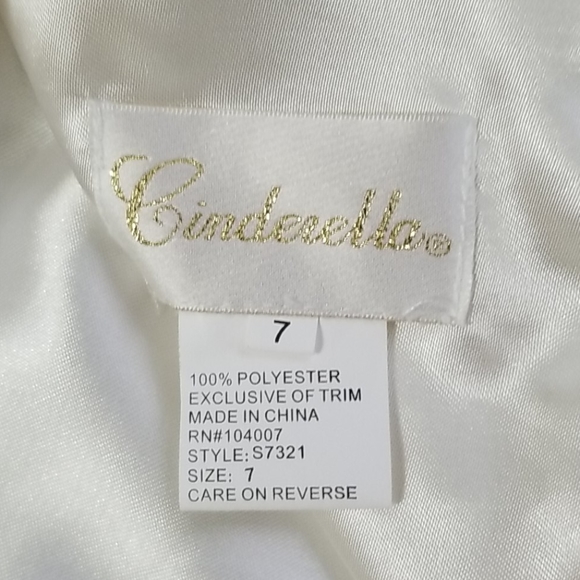 Cinderella®
7
100% POLYESTER
EXCLUSIVE OF TRIM
MADE IN CHINA
RN#104007
STYLE: S7321
SIZE: 7
CARE ON REVERSE